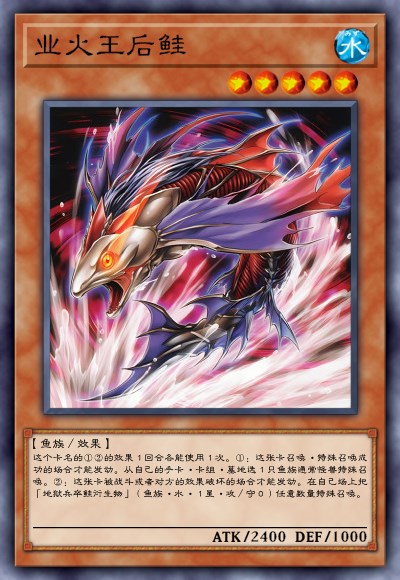 业火王后鲑
水
【鱼族／效果】
这个卡名的①②的效果1回合各能使用1次。①：这张卡召唤·特殊召唤成
功的场合才能发动。从自己的手卡·卡组·墓地选1只鱼族通常怪兽特殊召
唤。②：这张卡被战斗或者对方的效果破坏的场合才能发动。在自己场上把
「地狱兵卒鲑衍生物」（鱼族·水·1星·攻／守0）任意数量特殊召唤。
ATK/2400 DEF/1000